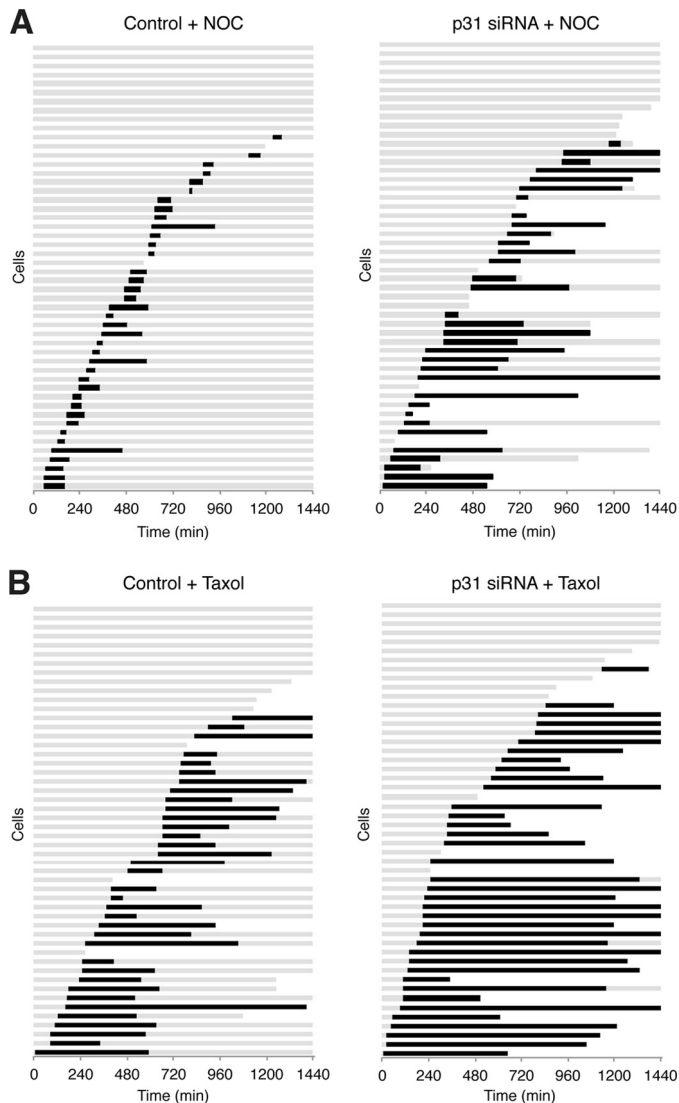 A
Control + NOC
p31 siRNA + NOC
Cells
Cells
0 240 480 720 960 1200 1440
0 240 480 720 960 1200 1440
Time (min)
Time (min)
B
Control + Taxol
p31 siRNA + Taxol
Cells
Cells
0 240 480 720 960 1200 1440
0 240 480 720 960 1200 1440
Time (min)
Time (min)